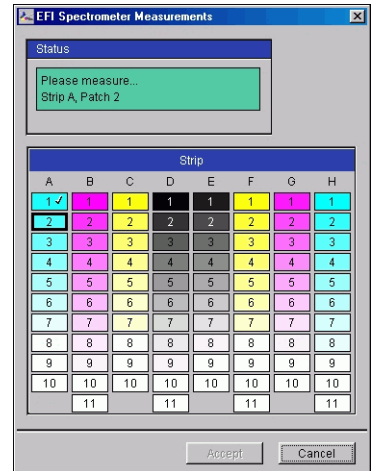 EFI Spectrometer Measurements
Status
Please measure...
Strip A, Patch 2
Strip
A B C D E F G H
1 1 1 1 1 1 1 1
2 2 2 2 2 2 2 2
3 3 3 3 3 3 3 3
4 4 4 4 4 4 4 4
5 5 5 5 5 5 5 5
6 6 6 6 6 6 6 6
7 7 7 7 7 7 7 7
8 8 8 8 8 8 8 8
9 9 9 9 9 9 9 9
10 10 10 10 10 10 10 10
11 11 11 11
Accept Cancel